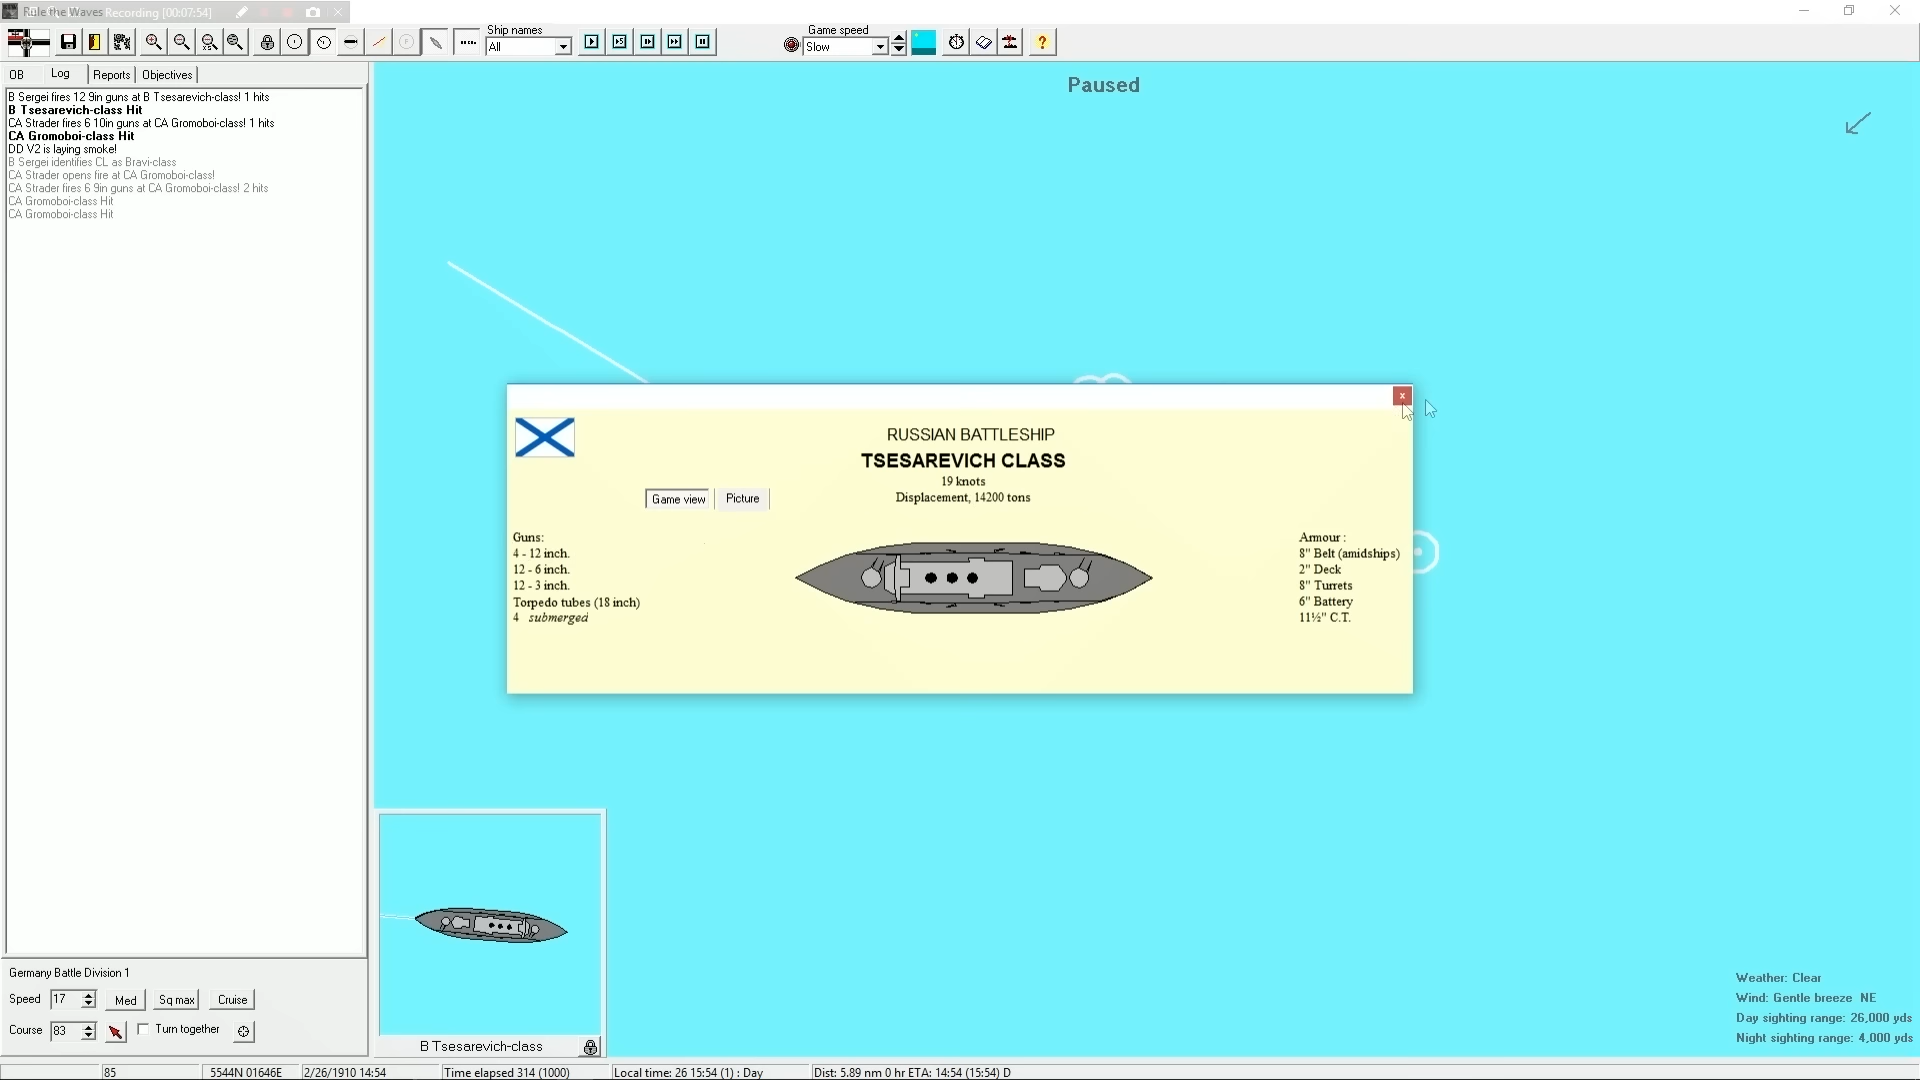 Rule the Waves Recording [00:07:54]
Ship names
All
Game speed
Slow
?
OB
Log
Reports
Objectives
B Sergei fires 12 9in guns at B Tsesarevich-class! 1 hits
B Tsesarevich-class Hit
CA Strader fires 6 10in guns at CA Gromoboi-class! 1 hits
CA Gromoboi-class Hit
DD V2 is laying smoke!
B Sergei identifies CL as Bravi-class
CA Strader opens fire at CA Gromoboi-class!
CA Strader fires 6 9in guns at CA Gromoboi-class! 2 hits
CA Gromoboi-class Hit
CA Gromoboi-class Hit
Paused
x
RUSSIAN BATTLESHIP
TSESAREVICH CLASS
19 knots
Displacement, 14200 tons
Game view
Picture
Guns:
4 - 12 inch.
12 - 6 inch.
12 - 3 inch.
Torpedo tubes (18 inch)
4 submerged
Armour :
8" Belt (amidships)
2" Deck
8" Turrets
6" Battery
11½" C.T.
B Tsesarevich-class
Germany Battle Division 1
Speed 17 Med Sq max Cruise
Course 83 Turn together
Weather: Clear
Wind: Gentle breeze NE
Day sighting range: 26,000 yds
Night sighting range: 4,000 yds
85
5544N 01646E
2/26/1910 14:54
Time elapsed 314 (1000)
Local time: 26 15:54 (1) : Day
Dist: 5.89 nm 0 hr ETA: 14:54 (15:54) D